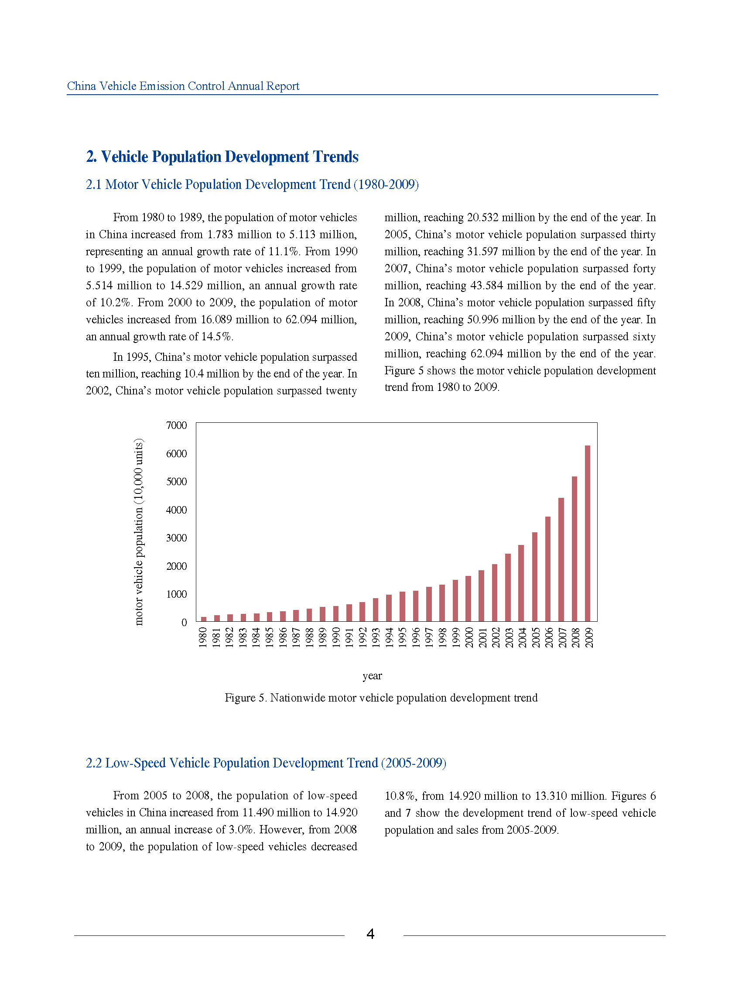 China Vehicle Emission Control Annual Report
2. Vehicle Population Development Trends
2.1 Motor Vehicle Population Development Trend (1980-2009)
From 1980 to 1989, the population of motor vehicles
in China increased from 1.783 million to 5.113 million,
representing an annual growth rate of 11.1%. From 1990
to 1999, the population of motor vehicles increased from
5.514 million to 14.529 million, an annual growth rate
of 10.2%. From 2000 to 2009, the population of motor
vehicles increased from 16.089 million to 62.094 million,
an annual growth rate of 14.5%.
In 1995, China’s motor vehicle population surpassed
ten million, reaching 10.4 million by the end of the year. In
2002, China’s motor vehicle population surpassed twenty
million, reaching 20.532 million by the end of the year. In
2005, China’s motor vehicle population surpassed thirty
million, reaching 31.597 million by the end of the year. In
2007, China’s motor vehicle population surpassed forty
million, reaching 43.584 million by the end of the year.
In 2008, China’s motor vehicle population surpassed fifty
million, reaching 50.996 million by the end of the year. In
2009, China’s motor vehicle population surpassed sixty
million, reaching 62.094 million by the end of the year.
Figure 5 shows the motor vehicle population development
trend from 1980 to 2009.
motor vehicle population (10,000 units)
7000
6000
5000
4000
3000
2000
1000
0
1980
1981
1982
1983
1984
1985
1986
1987
1988
1989
1990
1991
1992
1993
1994
1995
1996
1997
1998
1999
2000
2001
2002
2003
2004
2005
2006
2007
2008
2009
year
Figure 5. Nationwide motor vehicle population development trend
2.2 Low-Speed Vehicle Population Development Trend (2005-2009)
From 2005 to 2008, the population of low-speed
vehicles in China increased from 11.490 million to 14.920
million, an annual increase of 3.0%. However, from 2008
to 2009, the population of low-speed vehicles decreased
10.8%, from 14.920 million to 13.310 million. Figures 6
and 7 show the development trend of low-speed vehicle
population and sales from 2005-2009.
4